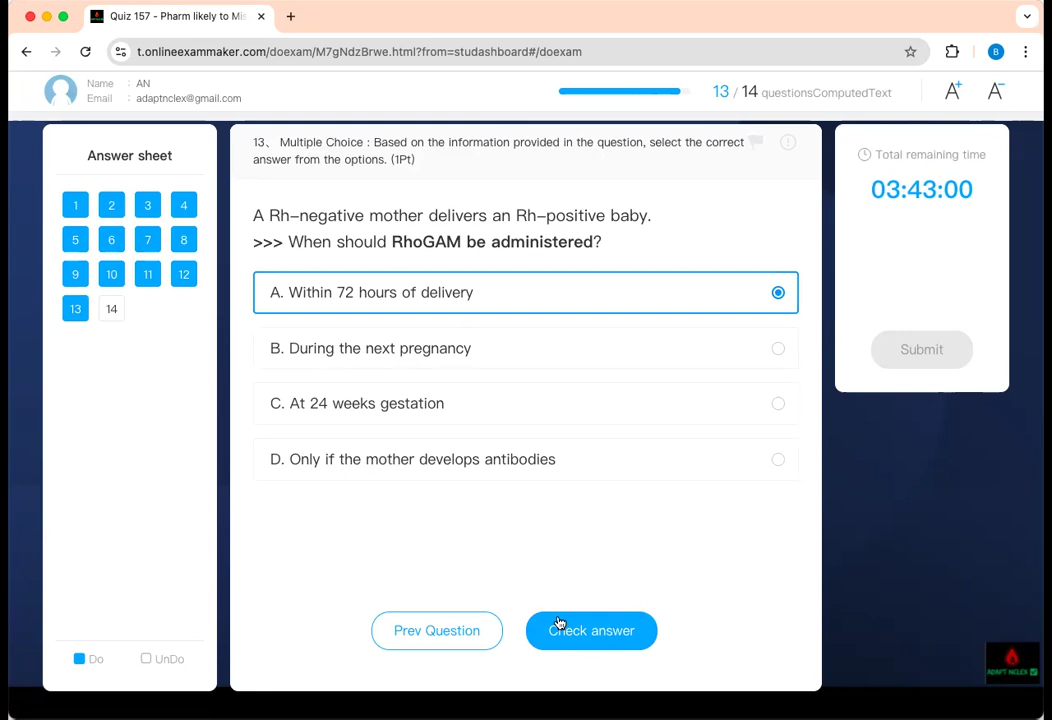 Quiz 157 - Pharm likely to Mis
t.onlineexammaker.com/doexam/M7gNdzBrwe.html?from=studashboard#/doexam
B
Name : AN
Email : adaptnclex@gmail.com
13 / 14 questionsComputedText
A+ A−
Answer sheet
1 2 3 4
5 6 7 8
9 10 11 12
13 14
Do UnDo
13、 Multiple Choice : Based on the information provided in the question, select the correct
answer from the options. (1Pt)
A Rh-negative mother delivers an Rh-positive baby.
>>> When should RhoGAM be administered?
A. Within 72 hours of delivery
B. During the next pregnancy
C. At 24 weeks gestation
D. Only if the mother develops antibodies
Prev Question
Check answer
Total remaining time
03:43:00
Submit
ADAPT NCLEX